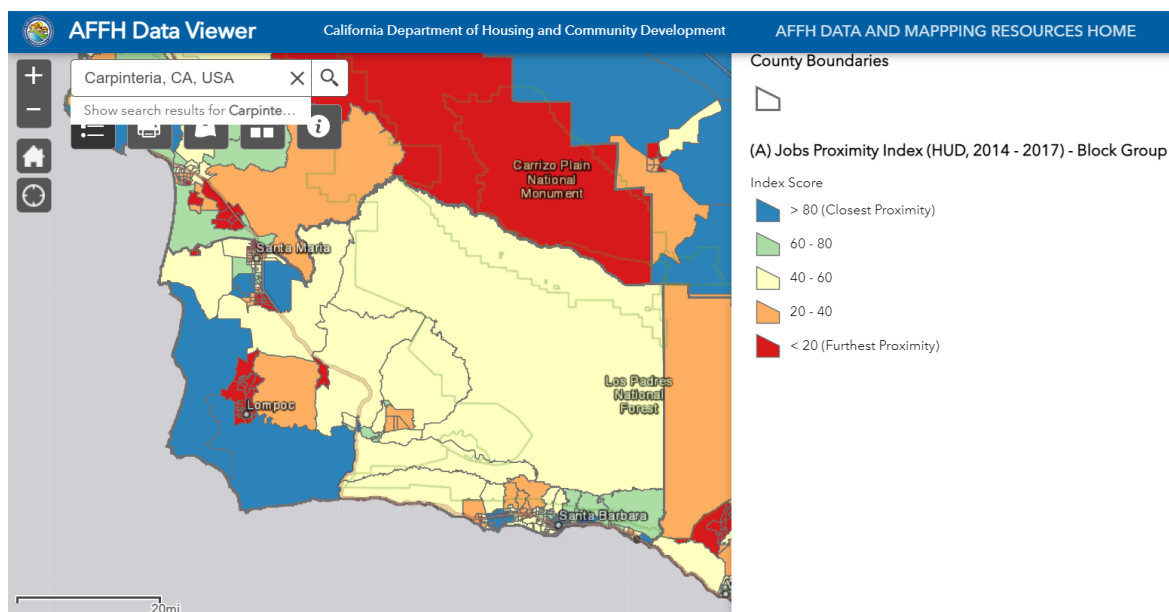 AFFH Data Viewer
California Department of Housing and Community Development
AFFH DATA AND MAPPPING RESOURCES HOME
+
Carpinteria, CA, USA
−
Show search results for Carpinte...
Carrizo Plain
National
Monument
Santa Maria
Los Padres
National
Forest
Lompoc
Santa Barbara
20mi
County Boundaries
(A) Jobs Proximity Index (HUD, 2014 - 2017) - Block Group
Index Score
> 80 (Closest Proximity)
60 - 80
40 - 60
20 - 40
< 20 (Furthest Proximity)